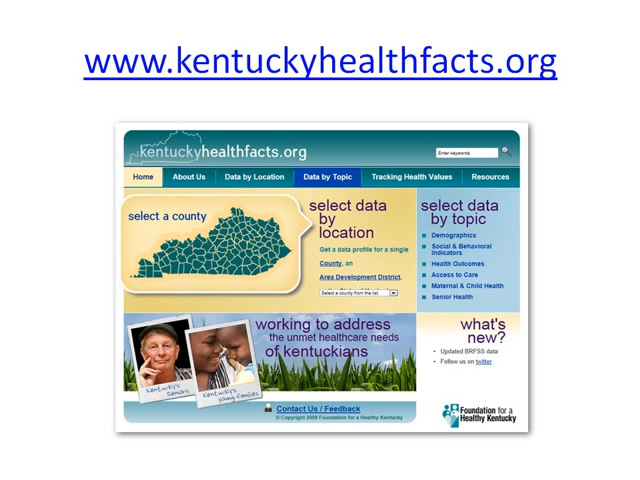 www.kentuckyhealthfacts.org
kentuckyhealthfacts.org
Enter keywords
Home About Us Data by Location Data by Topic Tracking Health Values Resources
select a county
select data
by
location
Get a data profile for a single
County, an
Area Development District,
Select a county from the list
select data
by topic
Demographics
Social & Behavioral
Indicators
Health Outcomes
Access to Care
Maternal & Child Health
Senior Health
working to address
the unmet healthcare needs
of kentuckians
Kentucky's
seniors
Kentucky's
young families
what's
new?
Updated BRFSS data
Follow us on twitter
Contact Us / Feedback
© Copyright 2008 Foundation for a Healthy Kentucky
Foundation for a
Healthy Kentucky